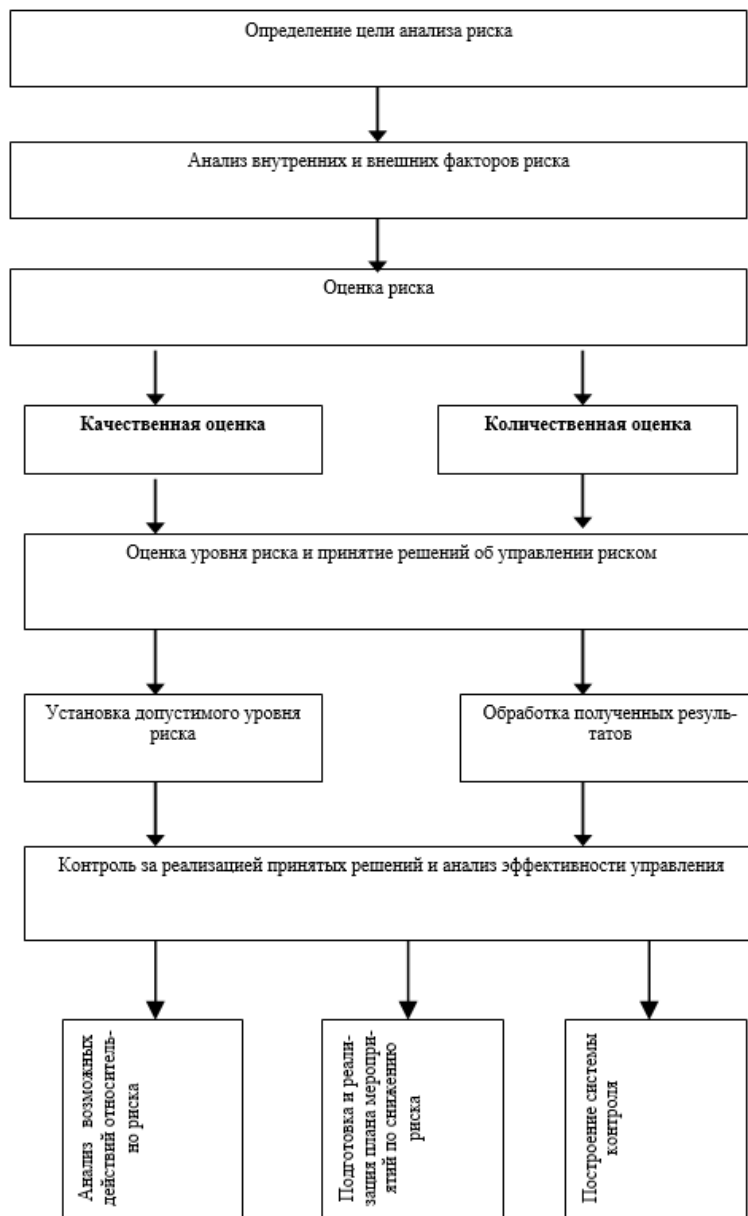 Определение цели анализа риска
Анализ внутренних и внешних факторов риска
Оценка риска
Качественная оценка
Количественная оценка
Оценка уровня риска и принятие решений об управлении риском
Установка допустимого уровня
риска
Обработка полученных резуль-
татов
Контроль за реализацией принятых решений и анализ эффективности управления
Анализ возможных
действий относитель-
но риска
Подготовка и реали-
зация плана меропри-
ятий по снижению
риска
Построение системы
контроля